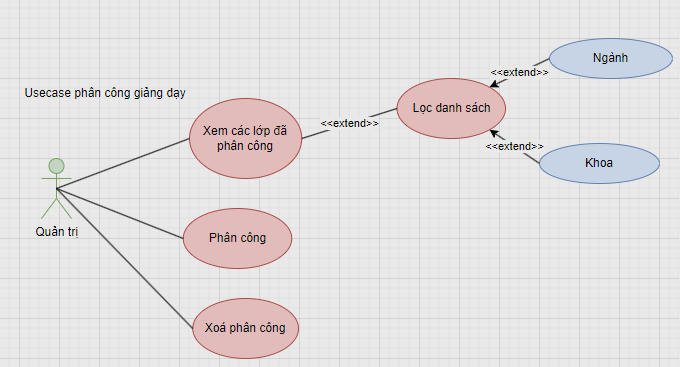 Usecase phân công giảng dạy
Quản trị
Xem các lớp đã
phân công
<<extend>>
Lọc danh sách
<<extend>>
Ngành
<<extend>>
Khoa
Phân công
Xoá phân công